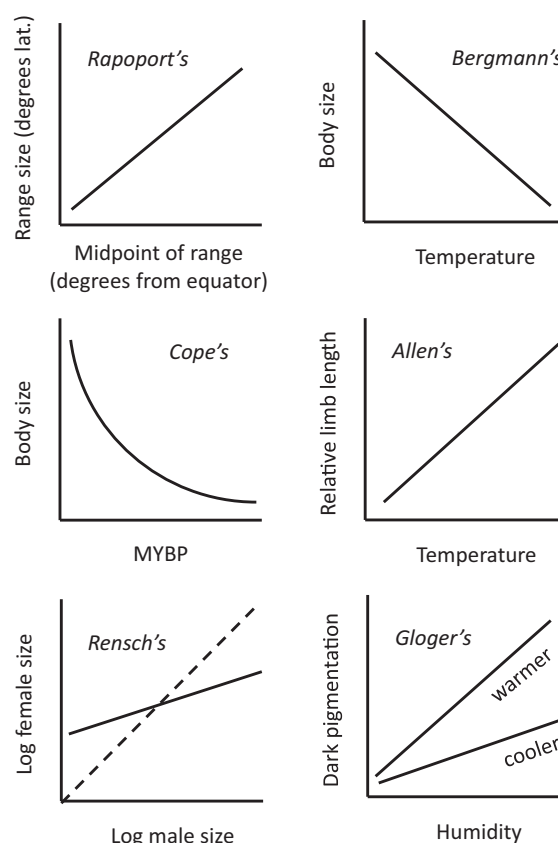 Range size (degrees lat.)
Rapoport's
Midpoint of range
(degrees from equator)
Body size
Bergmann's
Temperature
Body size
Cope's
MYBP
Relative limb length
Allen's
Temperature
Log female size
Rensch's
Log male size
Dark pigmentation
Gloger's
warmer
cooler
Humidity